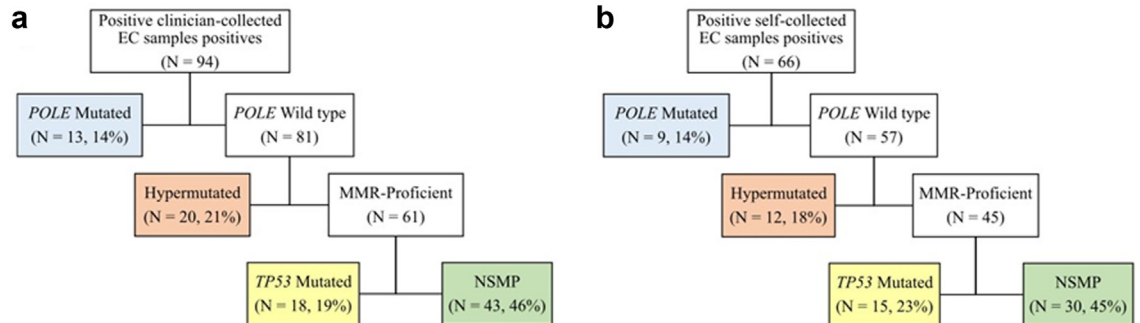 a
Positive clinician-collected
EC samples positives
(N = 94)
POLE Mutated
(N = 13, 14%)
POLE Wild type
(N = 81)
Hypermutated
(N = 20, 21%)
MMR-Proficient
(N = 61)
TP53 Mutated
(N = 18, 19%)
NSMP
(N = 43, 46%)
b
Positive self-collected
EC samples positives
(N = 66)
POLE Mutated
(N = 9, 14%)
POLE Wild type
(N = 57)
Hypermutated
(N = 12, 18%)
MMR-Proficient
(N = 45)
TP53 Mutated
(N = 15, 23%)
NSMP
(N = 30, 45%)